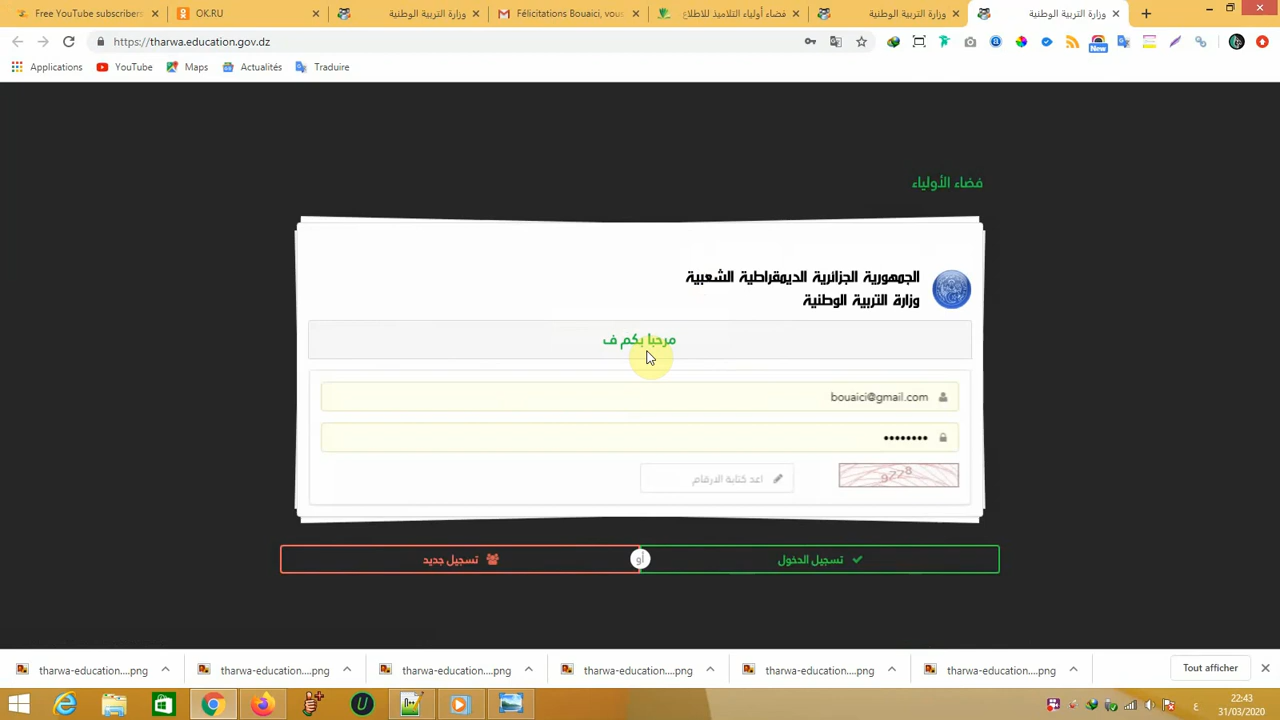 Free YouTube subscribers
OK.RU
وزارة التربية الوطنية
Félicitations Bouaici, vous
فضاء أولياء التلاميذ للاطلاع
وزارة التربية الوطنية
وزارة التربية الوطنية
https://tharwa.education.gov.dz
New
Applications
YouTube
Maps
Actualités
Traduire
فضاء الأولياء
الجمهورية الجزائرية الديمقراطية الشعبية
وزارة التربية الوطنية
مرحبا بكم ف
bouaici@gmail.com
••••••••
9778
اعد كتابة الارقام
تسجيل الدخول
أو
تسجيل جديد
tharwa-education....png
tharwa-education....png
tharwa-education....png
tharwa-education....png
tharwa-education....png
tharwa-education....png
Tout afficher
ع
22:43
31/03/2020